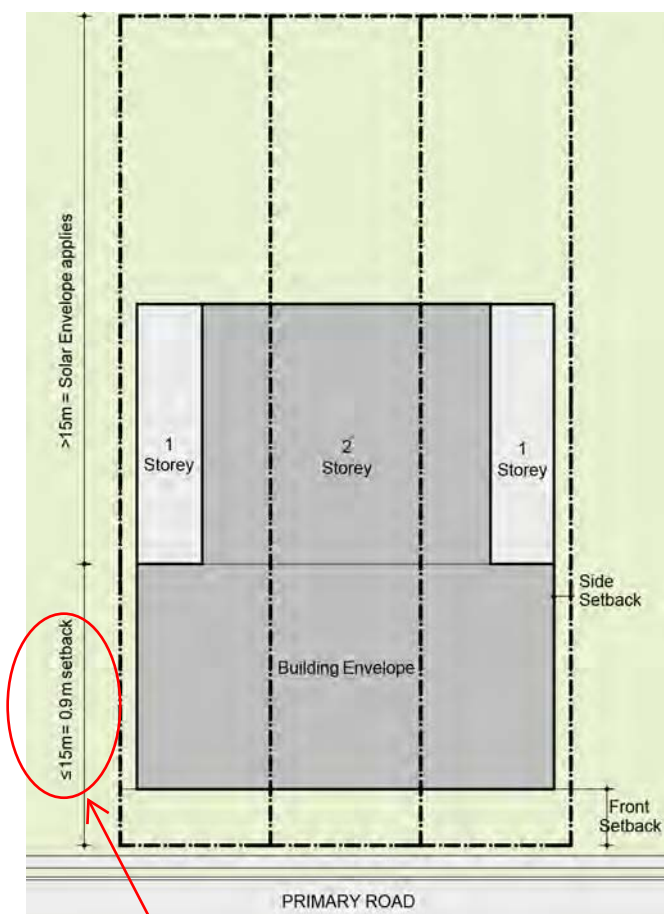 >15m = Solar Envelope applies
1
Storey
2
Storey
1
Storey
Side
Setback
≤15m= 0.9 m setback
Building Envelope
Front
Setback
PRIMARY ROAD